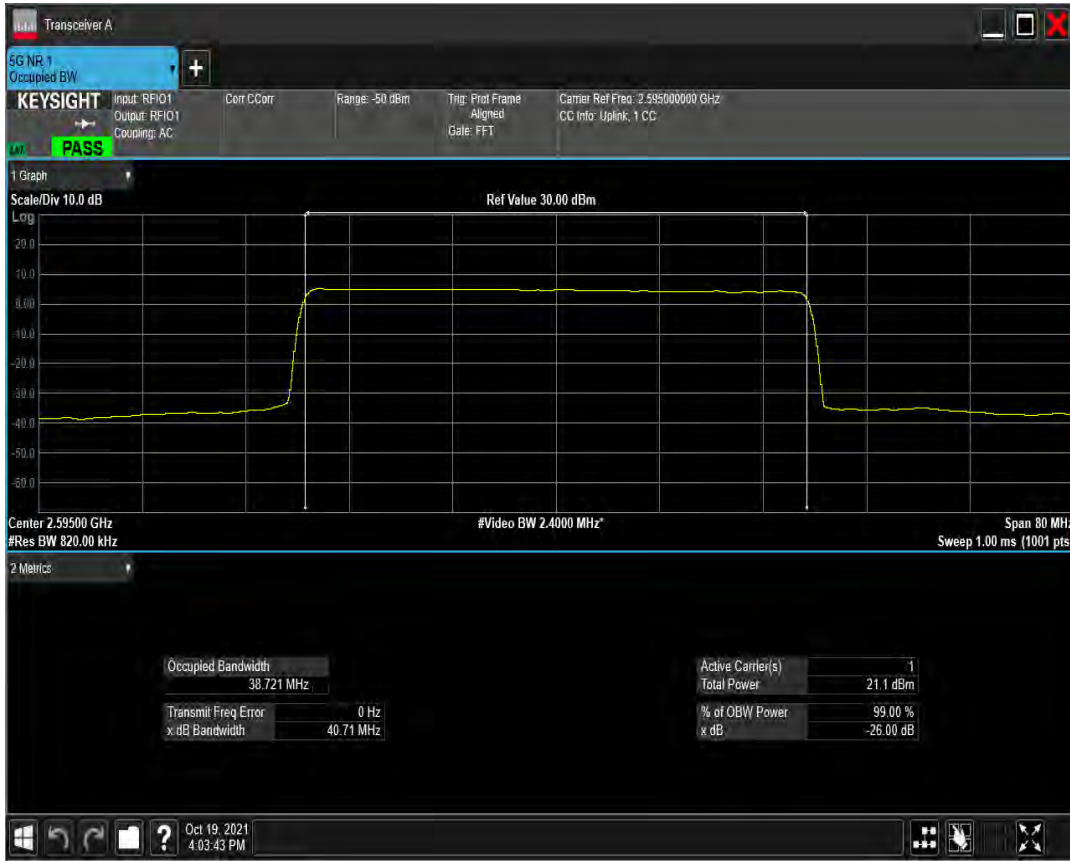 Transceiver A
5G NR 1
Occupied BW
+
KEYSIGHT
Input: RFIO1
Output: RFIO1
Coupling: AC
Corr CCorr
Range: -50 dBm
Trig: Prot Frame
Aligned
Gate: FFT
Carrier Ref Freq: 2.595000000 GHz
CC Info: Uplink, 1 CC
PASS
1 Graph
Scale/Div 10.0 dB
Ref Value 30.00 dBm
Log
20.0
10.0
0.00
-10.0
-20.0
-30.0
-40.0
-50.0
-60.0
Center 2.59500 GHz
#Video BW 2.4000 MHz*
Span 80 MHz
#Res BW 820.00 kHz
Sweep 1.00 ms (1001 pts
2 Metrics
Occupied Bandwidth
38.721 MHz
Transmit Freq Error 0 Hz
x dB Bandwidth 40.71 MHz
Active Carrier(s) 1
Total Power 21.1 dBm
% of OBW Power 99.00 %
x dB -26.00 dB
?
Oct 19, 2021
4:03:43 PM